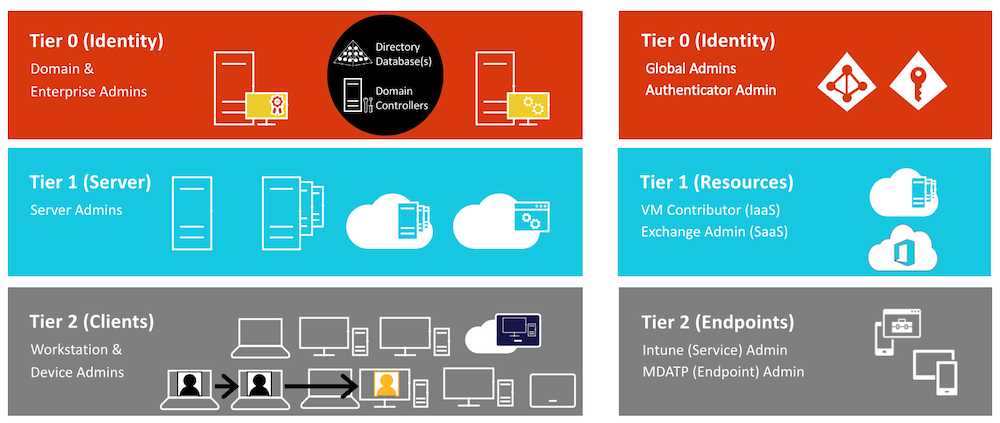 Tier 0 (Identity)
Domain &
Enterprise Admins
Directory
Database(s)
Domain
Controllers
Tier 0 (Identity)
Global Admins
Authenticator Admin
Tier 1 (Server)
Server Admins
Tier 1 (Resources)
VM Contributor (IaaS)
Exchange Admin (SaaS)
Tier 2 (Clients)
Workstation &
Device Admins
Tier 2 (Endpoints)
Intune (Service) Admin
MDATP (Endpoint) Admin